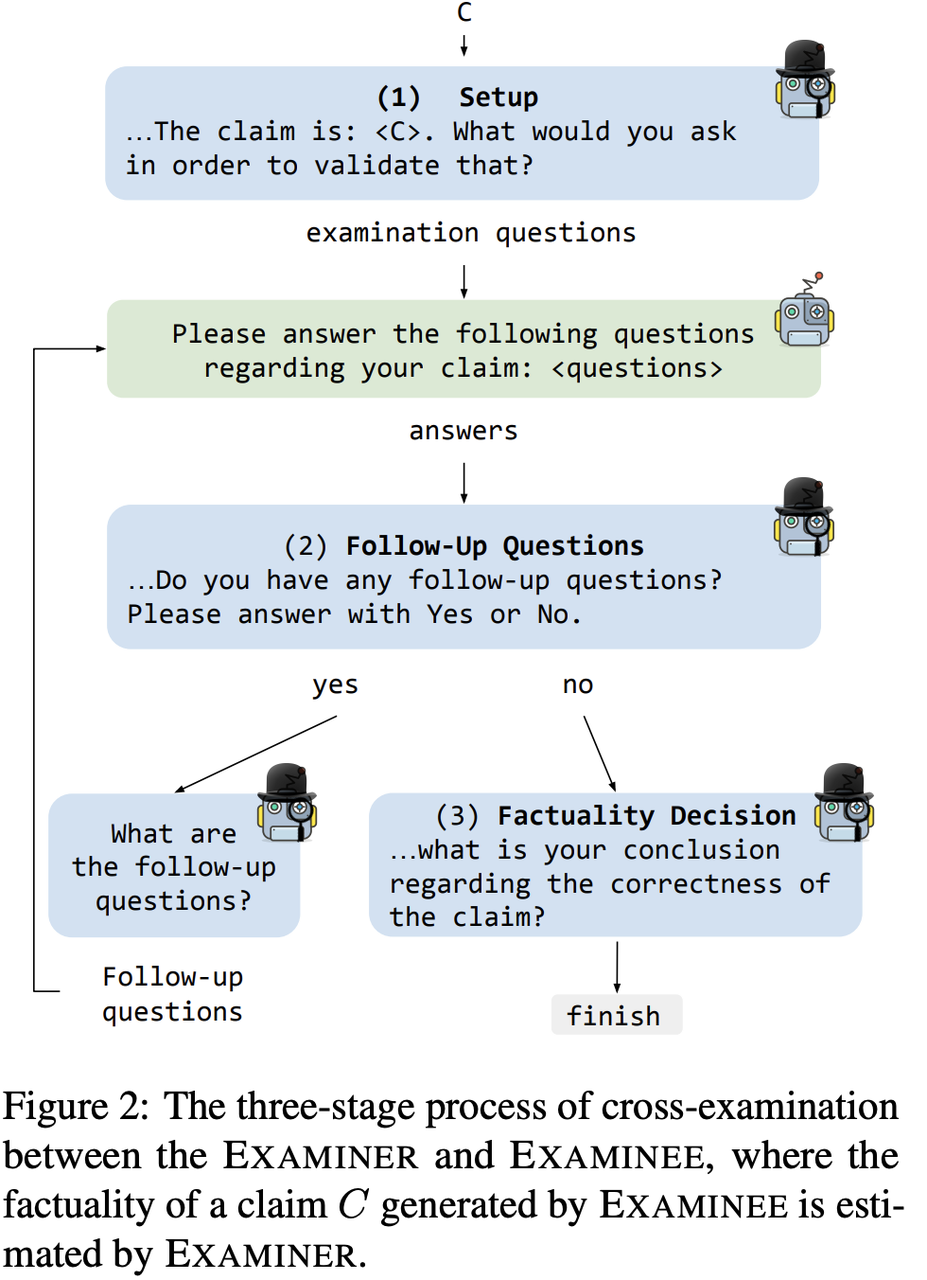 C
(1) Setup
...The claim is: <C>. What would you ask
in order to validate that?
examination questions
Please answer the following questions
regarding your claim: <questions>
answers
(2) Follow-Up Questions
...Do you have any follow-up questions?
Please answer with Yes or No.
yes
no
What are
the follow-up
questions?
(3) Factuality Decision
...what is your conclusion
regarding the correctness of
the claim?
Follow-up
questions
finish
Figure 2: The three-stage process of cross-examination
between the EXAMINER and EXAMINEE, where the
factuality of a claim C generated by EXAMINEE is esti-
mated by EXAMINER.